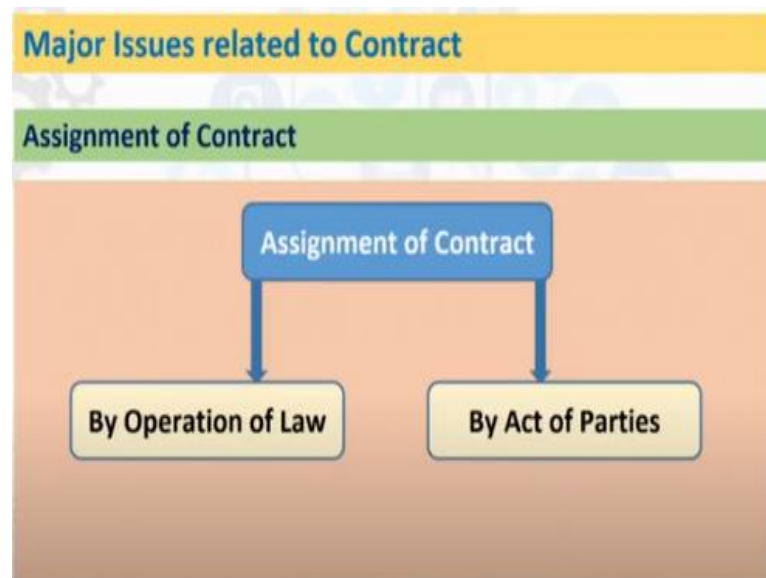 Major Issues related to Contract
Assignment of Contract
Assignment of Contract
By Operation of Law
By Act of Parties